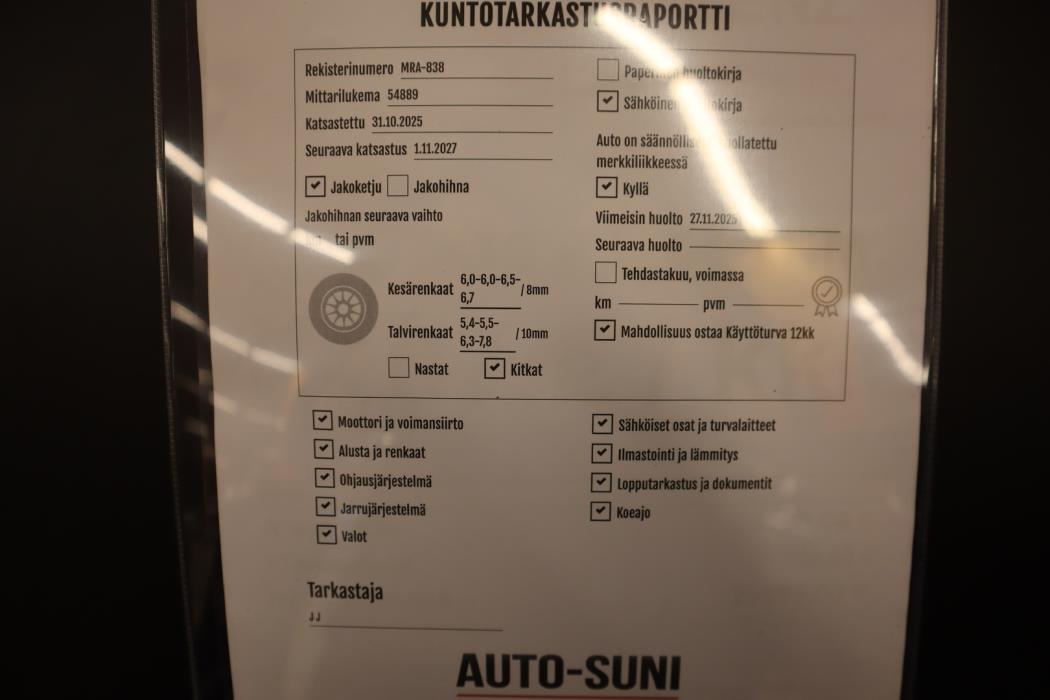 KUNTOTARKASTUSRAPORTTI
Rekisterinumero MRA-838
Mittarilukema 54889
Katsastettu 31.10.2025
Seuraava katsastus 1.11.2027
Jakoketju Jakohihna
Jakohihnan seuraava vaihto
tai pvm
Kesärenkaat 6,0-6,0-6,5-
6,7 / 8mm
Talvirenkaat 5,4-5,5-
6,3-7,8 / 10mm
Nastat Kitkat
Paperinen huoltokirja
Sähköinen huoltokirja
Auto on säännöllisesti huollatettu
merkkiliikkeessä
Kyllä
Viimeisin huolto 27.11.2025
Seuraava huolto
Tehdastakuu, voimassa
km pvm
Mahdollisuus ostaa Käyttöturva 12kk
Moottori ja voimansiirto
Alusta ja renkaat
Ohjausjärjestelmä
Jarrujärjestelmä
Valot
Sähköiset osat ja turvalaitteet
Ilmastointi ja lämmitys
Lopputarkastus ja dokumentit
Koeajo
Tarkastaja
JJ
AUTO-SUNI